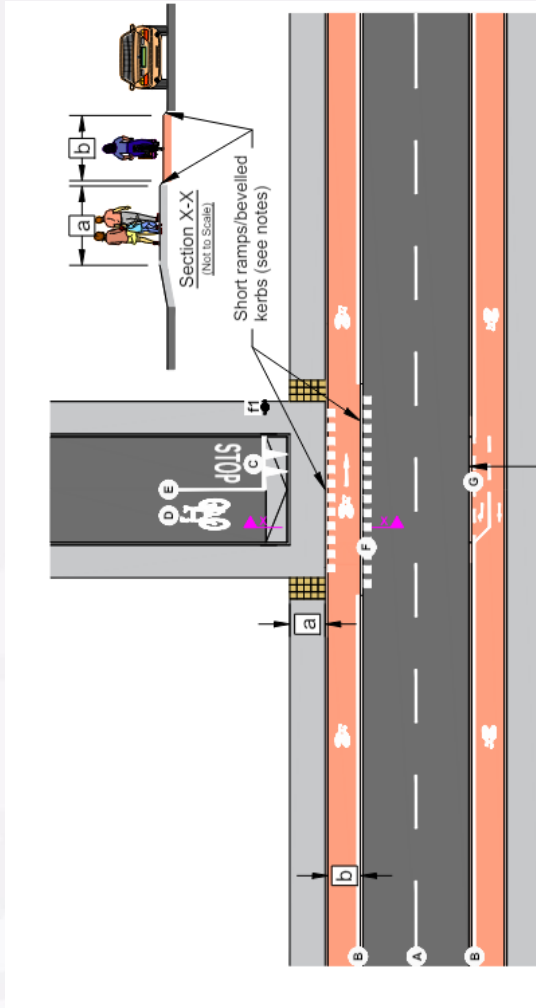 b
a
Section X-X
(Not to Scale)
Short ramps/bevelled
kerbs (see notes)
f1
STOP
C
E
D
X
X
F
G
a
b
B
A
B